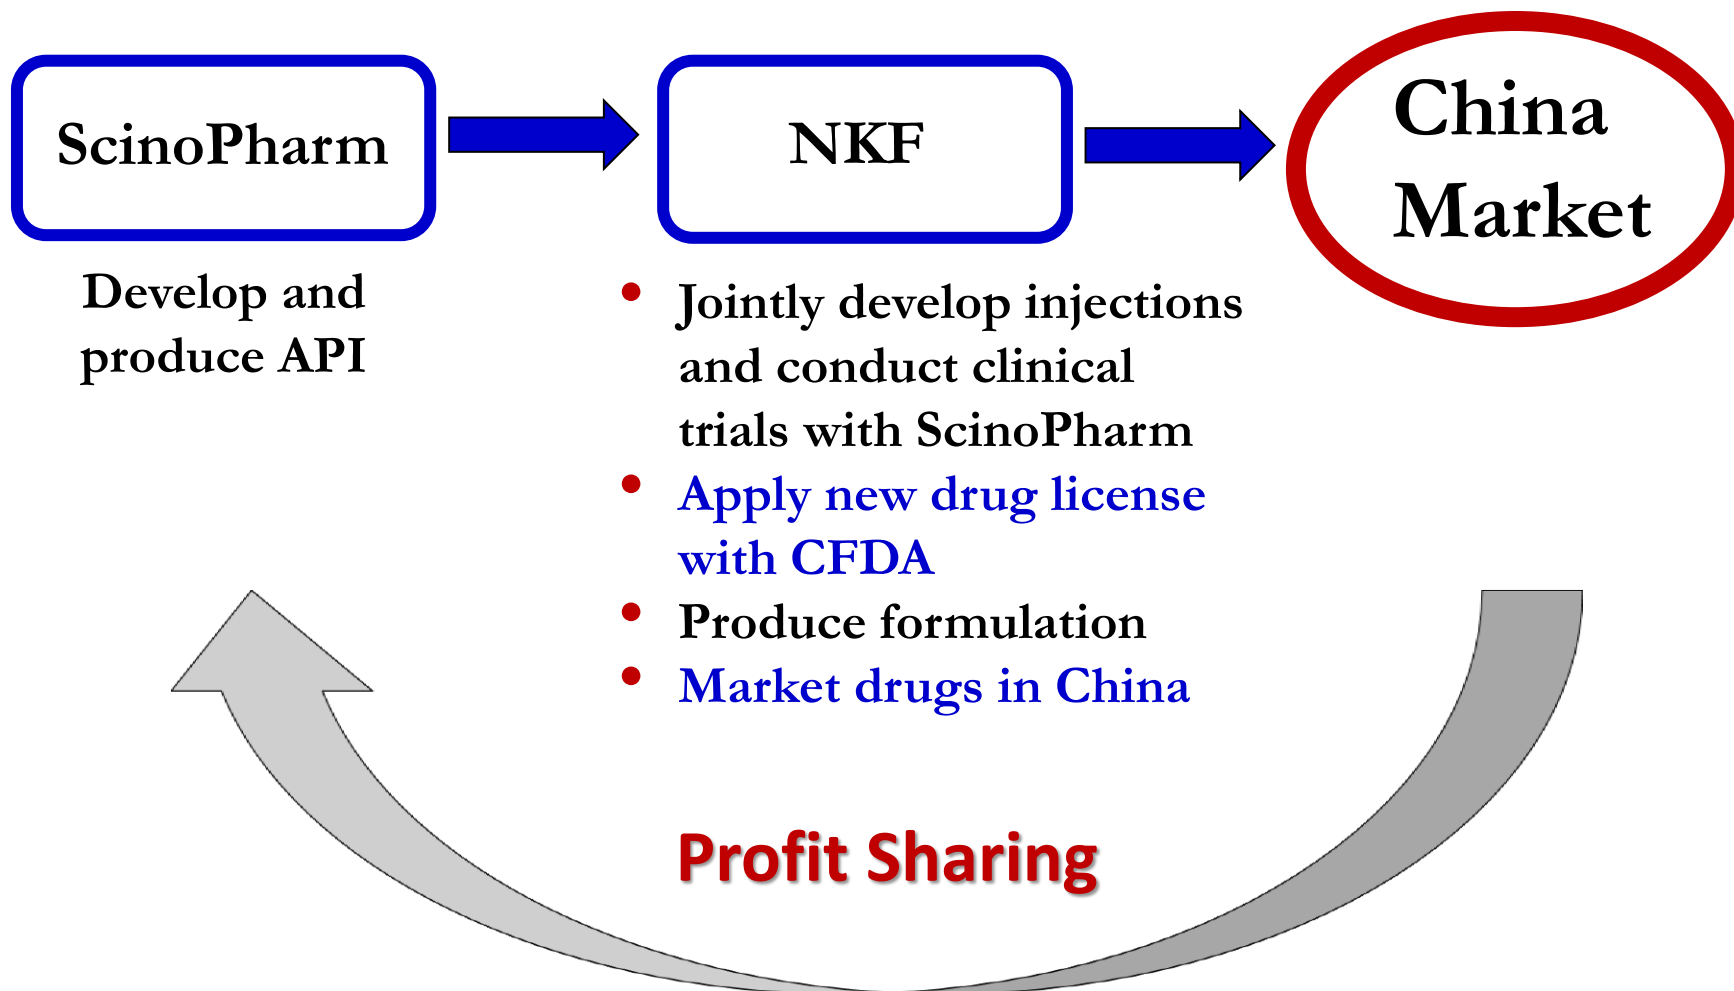 ScinoPharm
NKF
China
Market
Develop and
produce API
• Jointly develop injections
and conduct clinical
trials with ScinoPharm
• Apply new drug license
with CFDA
• Produce formulation
• Market drugs in China
Profit Sharing